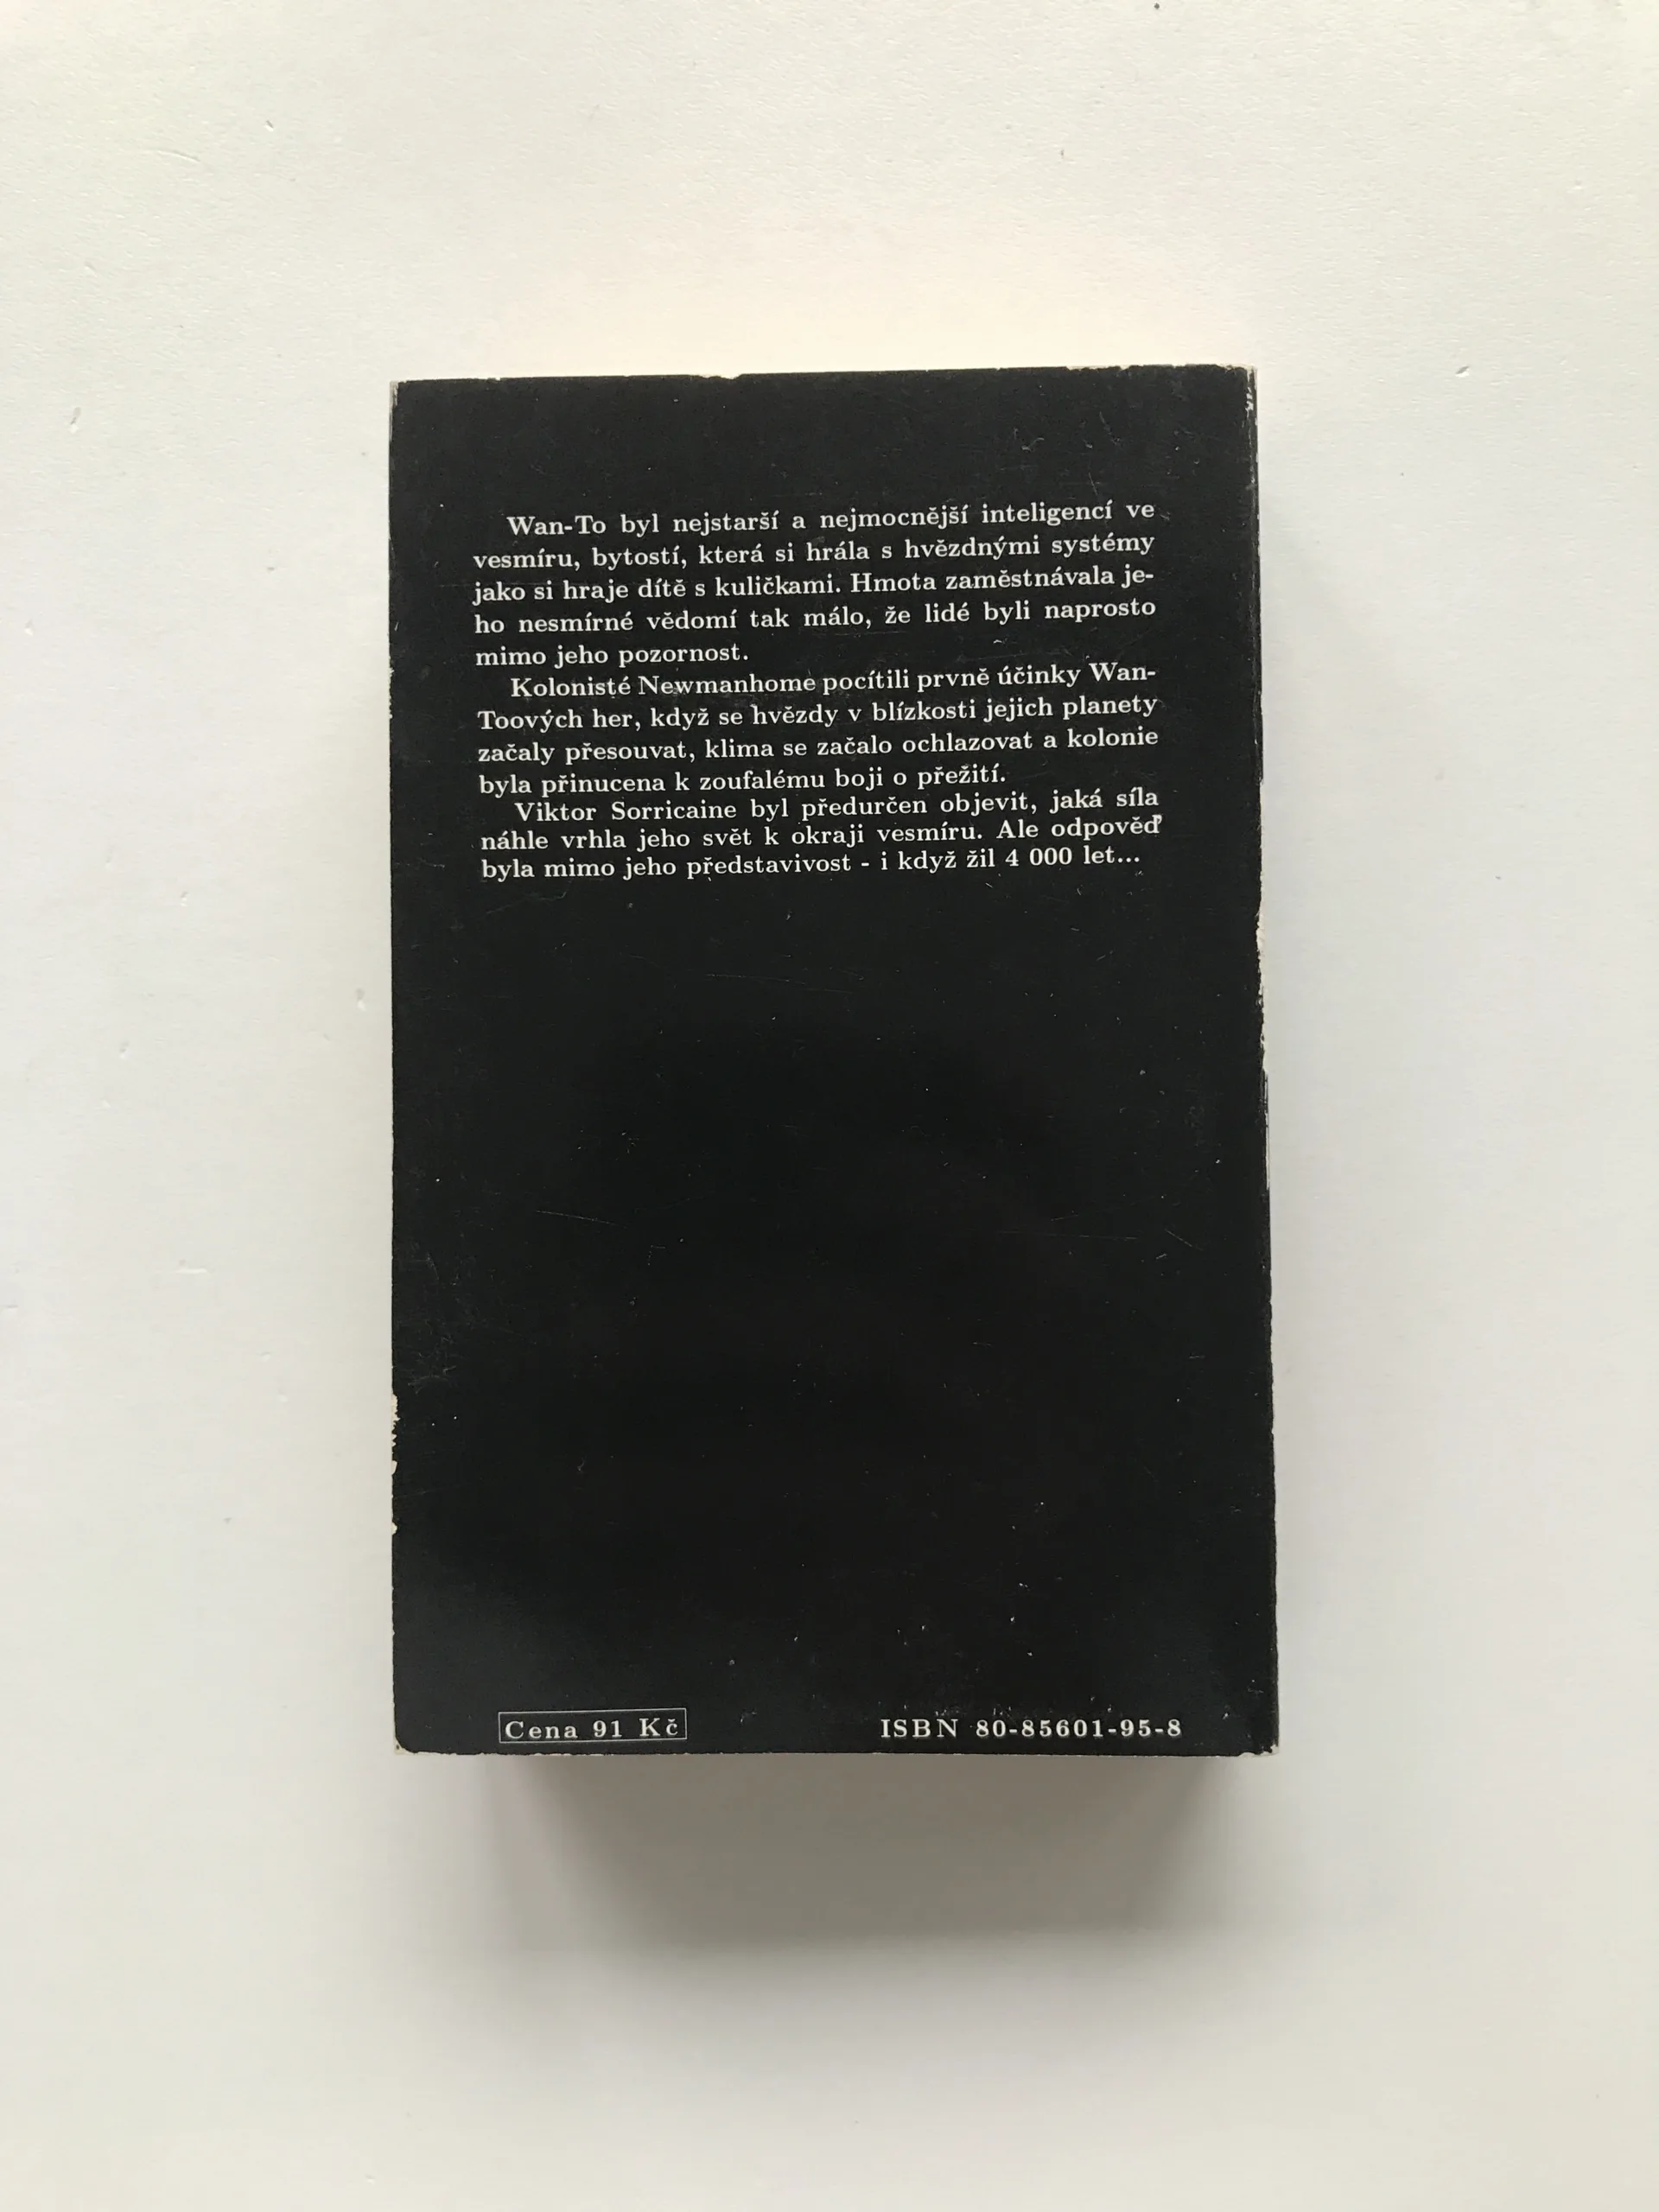 Wan-To byl nejstarší a nejmocnější inteligencí ve
vesmíru, bytostí, která si hrála s hvězdnými systémy
jako si hraje dítě s kuličkami. Hmota zaměstnávala je-
ho nesmírné vědomí tak málo, že lidé byli naprosto
mimo jeho pozornost.
Kolonisté Newmanhome pocítili prvně účinky Wan-
Toových her, když se hvězdy v blízkosti jejich planety
začaly přesouvat, klima se začalo ochlazovat a kolonie
byla přinucena k zoufalému boji o přežití.
Viktor Sorricaine byl předurčen objevit, jaká síla
náhle vrhla jeho svět k okraji vesmíru. Ale odpověď
byla mimo jeho představivost - i když žil 4 000 let...
Cena 91 Kč
ISBN 80-85601-95-8